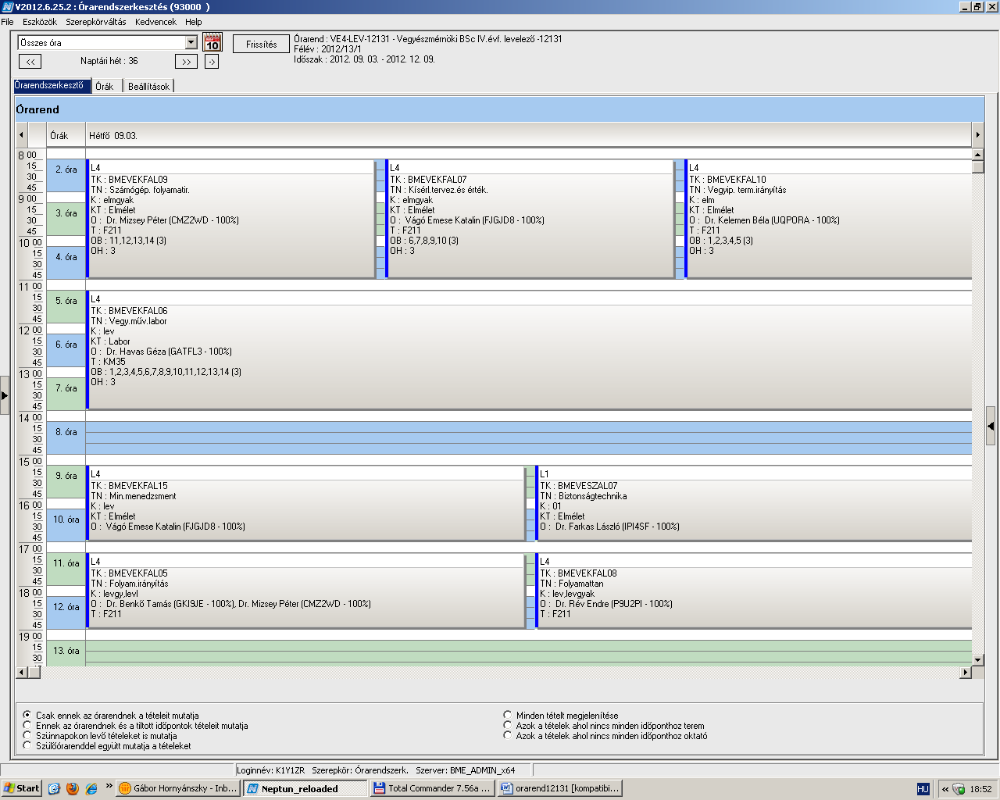 V2012.6.25.2 : Órarendszerkesztés (93000 )
File Eszközök Szerepkörváltás Kedvencek Help
Összes óra
10
Frissítés
Órarend : VE4-LEV-12131 - Vegyészmérnöki BSc IV.évf. levelező -12131
Félév : 2012/13/1
Időszak : 2012. 09. 03. - 2012. 12. 09.
<< Naptári hét : 36 >> ->
Órarendszerkesztő Órák Beállítások
Órarend
Órák Hétfő 09.03.
8 00
15
30
45
9 00
15
30
45
10 00
15
30
45
11 00
15
30
45
12 00
15
30
45
13 00
15
30
45
14 00
15
30
45
15 00
15
30
45
16 00
15
30
45
17 00
15
30
45
18 00
15
30
45
19 00
15
30
2. óra
3. óra
4. óra
5. óra
6. óra
7. óra
8. óra
9. óra
10. óra
11. óra
12. óra
13. óra
L4
TK : BMEVEKFAL09
TN : Számógép. folyamatir.
K : elmgyak
KT : Elmélet
O : Dr. Mizsey Péter (CMZ2WD - 100%)
T : F211
OB : 11,12,13,14 (3)
OH : 3
L4
TK : BMEVEKFAL07
TN : Kísérl.tervez.és érték.
K : elmgyak
KT : Elmélet
O : Vágó Emese Katalin (FJGJD8 - 100%)
T : F211
OB : 6,7,8,9,10 (3)
OH : 3
L4
TK : BMEVEKFAL10
TN : Vegyip. term.irányítás
K : elm
KT : Elmélet
O : Dr. Kelemen Béla (UQPORA - 100%)
T : F211
OB : 1,2,3,4,5 (3)
OH : 3
L4
TK : BMEVEKFAL06
TN : Vegy.műv.labor
K : lev
KT : Labor
O : Dr. Havas Géza (GATFL3 - 100%)
T : KM35
OB : 1,2,3,4,5,6,7,8,9,10,11,12,13,14 (3)
OH : 3
L4
TK : BMEVEKFAL15
TN : Min.menedzsment
K : lev
KT : Elmélet
O : Vágó Emese Katalin (FJGJD8 - 100%)
L1
TK : BMEVESZAL07
TN : Biztonságtechnika
K : 01
KT : Elmélet
O : Dr. Farkas László (IPI4SF - 100%)
L4
TK : BMEVEKFAL05
TN : Folyam.irányítás
K : levgy,levl
O : Dr. Benkő Tamás (GKI9JE - 100%), Dr. Mizsey Péter (CMZ2WD - 100%)
T : F211
L4
TK : BMEVEKFAL08
TN : Folyamattan
K : lev,levgyak
O : Dr. Rév Endre (P9U2PI - 100%)
T : F211
Csak ennek az órarendnek a tételeit mutatja
Ennek az órarendnek és a tiltott időpontok tételeit mutatja
Szünnapokon levő tételeket is mutatja
Szülőórarenddel együtt mutatja a tételeket
Minden tételt megjelenítése
Azok a tételek ahol nincs minden időponthoz terem
Azok a tételek ahol nincs minden időponthoz oktató
Loginnév: K1Y1ZR Szerepkör: Órarendszerk. Szerver: BME_ADMIN_x64
Start » Gábor Hornyánszky - Inb... Neptun_reloaded Total Commander 7.56a ... orarend12131 [kompatibi... HU « 18:52